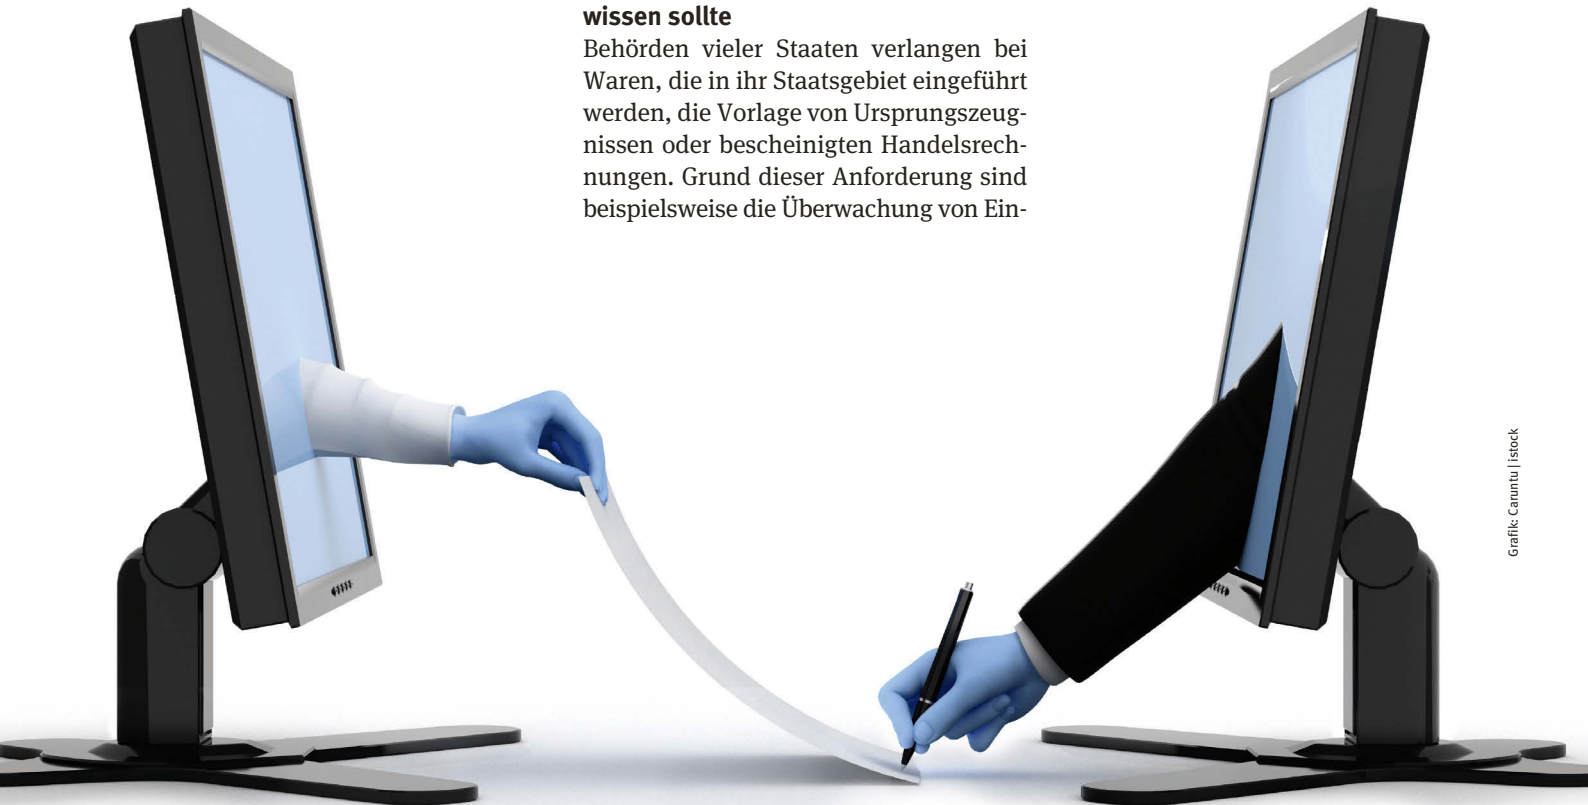 wissen sollte
Behörden vieler Staaten verlangen bei
Waren, die in ihr Staatsgebiet eingeführt
werden, die Vorlage von Ursprungszeug-
nissen oder bescheinigten Handelsrech-
nungen. Grund dieser Anforderung sind
beispielsweise die Überwachung von Ein-
Grafik: Caruntu | istock